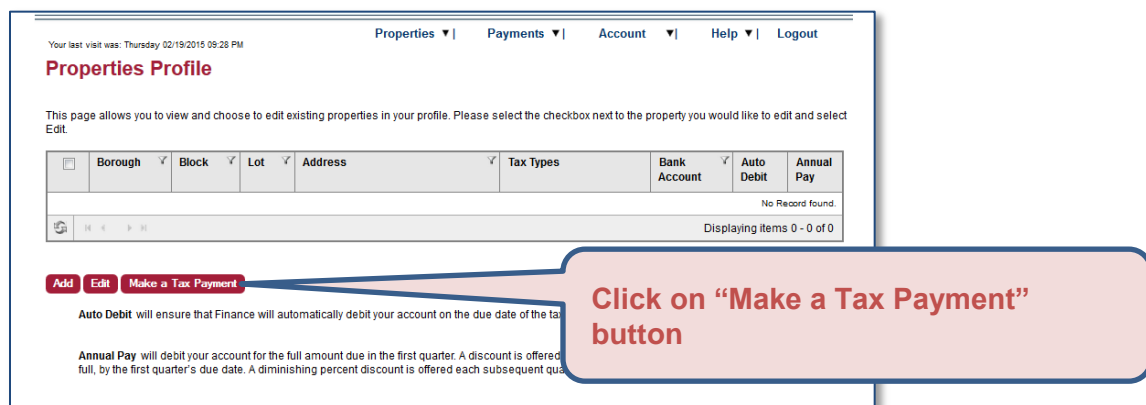 Properties ▼| Payments ▼| Account ▼| Help ▼| Logout
Your last visit was: Thursday 02/19/2015 09:28 PM
Properties Profile
This page allows you to view and choose to edit existing properties in your profile. Please select the checkbox next to the property you would like to edit and select
Edit.
Borough Block Lot Address Tax Types Bank Account Auto Debit Annual Pay
No Record found.
Displaying items 0 - 0 of 0
Add Edit Make a Tax Payment
Click on “Make a Tax Payment”
button
Auto Debit will ensure that Finance will automatically debit your account on the due date of the
Annual Pay will debit your account for the full amount due in the first quarter. A discount is offered
full, by the first quarter's due date. A diminishing percent discount is offered each subsequent